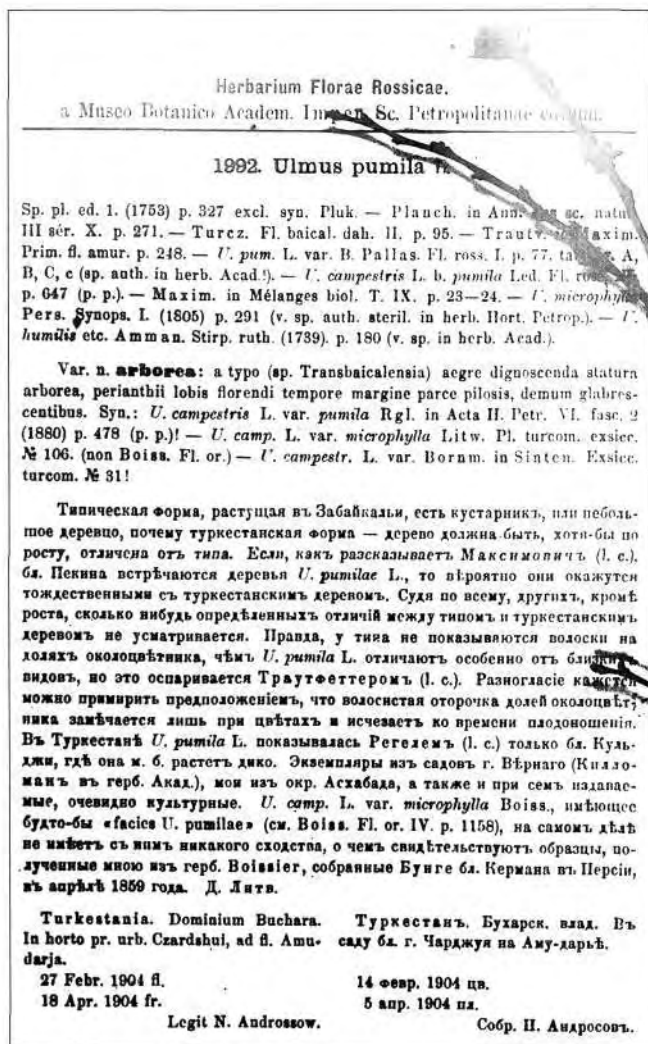 Herbarium Florae Rossicae.
a Museo Botanico Academ. Sc. Petropolitanae
1992. Ulmus pumila
Sp. pl. ed. 1. (1753) p. 327 excl. syn. Pluk. — Planch. in Ann. sc. natur.
III sér. X. p. 271. — Turcz. Fl. baical. dah. II. p. 95. — Trautv. Maxim.
Prim. fl. amur. p. 248. — U. pum. L. var. B. Pallas. Fl. ross. I. p. 77. A,
B, C, c (sp. auth. in herb. Acad.!). — U. campestris L. b. pumila Led. Fl.
p. 647 (p. p.). — Maxim. in Mélanges biol. T. IX. p. 23—24. — U. microphylla
Pers. Synops. I. (1805) p. 291 (v. sp. auth. steril. in herb. Hort. Petrop.). — U.
humilis etc. Amman. Stirp. ruth. (1739). p. 180 (v. sp. in herb. Acad.).
Var. n. arborea: a typo (sp. Transbaicalensia) aegre dignoscenda statura
arborea, perianthii lobis florendi tempore margine parce pilosis, demum glabres-
centibus. Syn.: U. campestris L. var. pumila Rgl. in Acta H. Petr. VI. fasc. 2
(1880) p. 478 (p. p.)! — U. camp. L. var. microphylla Litw. Pl. turcom. exsicc.
№ 106. (non Boiss. Fl. or.) — U. campestr. L. var. Bornm. in Sinten. Exsicc.
turcom. № 31!
Типическая форма, растущая въ Забайкальи, есть кустарникъ, или неболь-
шое деревцо, почему туркестанская форма — дерево должна быть, хотя-бы по
росту, отличена отъ типа. Если, какъ разсказываетъ Максимовичъ (l. c.),
бл. Пекина встрѣчаются деревья U. pumilae L., то вѣроятно они окажутся
тождественными съ туркестанскимъ деревомъ. Судя по всему, другихъ, кромѣ
роста, сколько нибудь опредѣленныхъ отличій между типомъ и туркестанскимъ
деревомъ не усматривается. Правда, у типа не показываются волоски на
доляхъ околоцвѣтника, чѣмъ U. pumila L. отличаютъ особенно отъ близкихъ
видовъ, но это оспаривается Траутфеттеромъ (l. c.). Разногласіе кажется
можно примирить предположеніемъ, что волосистая оторочка долей околоцвѣт-
ника замѣчается лишь при цвѣтахъ и исчезаетъ ко времени плодоношенія.
Въ Туркестанѣ U. pumila L. показывалась Регелемъ (l. c.) только бл. Куль-
джи, гдѣ она м. б. растетъ дико. Экземпляры изъ садовъ г. Вѣрнаго (Килло-
манъ въ герб. Акад.), мои изъ окр. Асхабада, а также и при семъ издавае-
мые, очевидно культурные. U. camp. L. var. microphylla Boiss., имѣющее
будто-бы «facies U. pumilae» (см. Boiss. Fl. or. IV. p. 1158), на самомъ дѣлѣ
не имѣетъ съ нимъ никакого сходства, о чемъ свидѣтельствуютъ образцы, по-
лученные мною изъ герб. Boissier, собранные Бунге бл. Кермана въ Персіи,
въ апрѣлѣ 1859 года. Д. Литв.
Turkestania. Dominium Buchara.
In horto pr. urb. Czardshui, ad fl. Amu-
darja.
27 Febr. 1904 fl.
18 Apr. 1904 fr.
Legit N. Androssow.
Туркестанъ. Бухарск. влад. Въ
саду бл. г. Чарджуя на Аму-дарьѣ.
14 февр. 1904 цв.
5 апр. 1904 пл.
Собр. Н. Андросовъ.